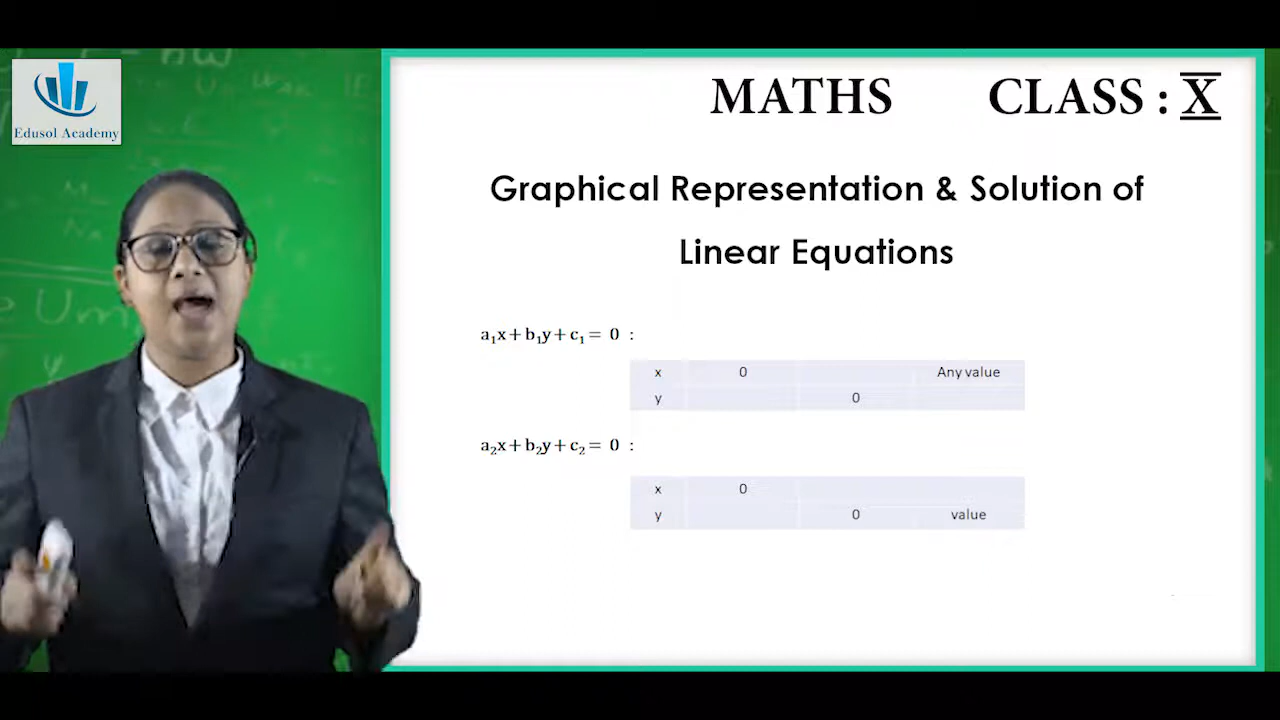 Edusol Academy
MATHS CLASS : X
Graphical Representation & Solution of
Linear Equations
a₁x + b₁y + c₁ = 0 :
x 0 Any value
y 0
a₂x + b₂y + c₂ = 0 :
x 0
y 0 value